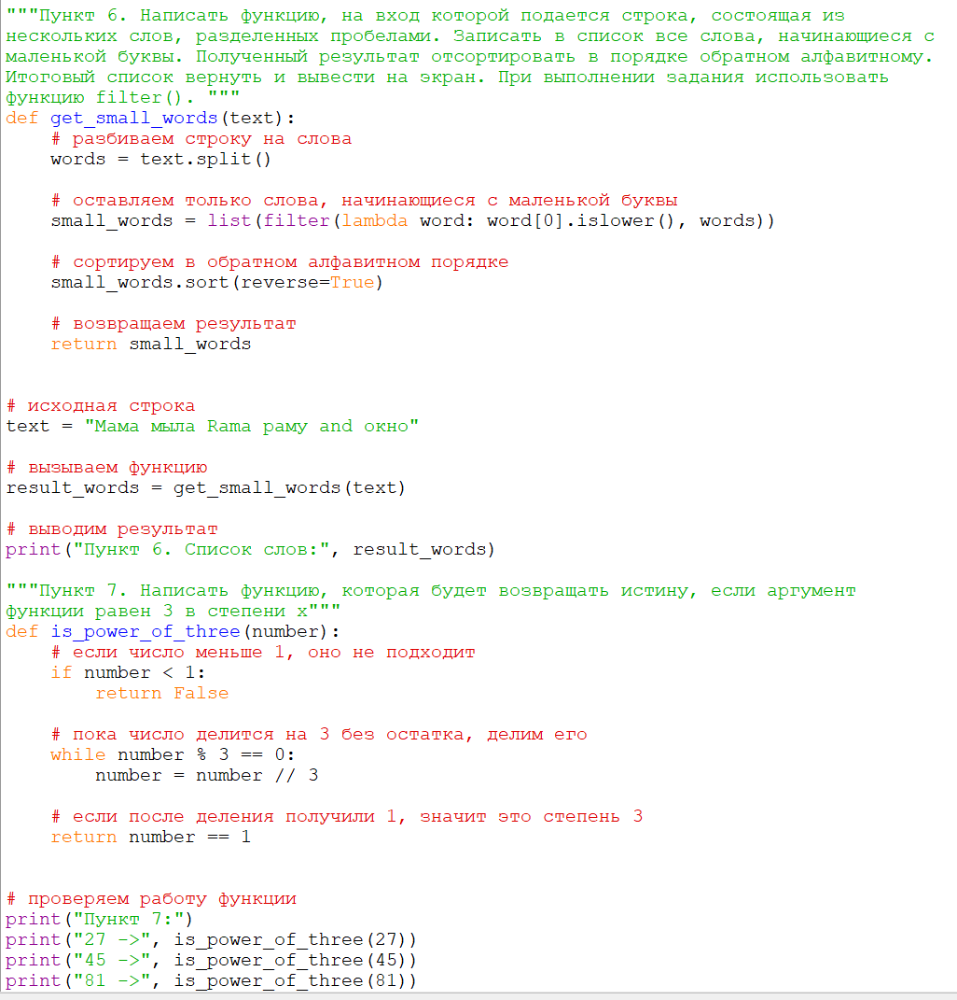 """Пункт 6. Написать функцию, на вход которой подается строка, состоящая из
нескольких слов, разделенных пробелами. Записать в список все слова, начинающиеся с
маленькой буквы. Полученный результат отсортировать в порядке обратном алфавитному.
Итоговый список вернуть и вывести на экран. При выполнении задания использовать
функцию filter(). """
def get_small_words(text):
    # разбиваем строку на слова
    words = text.split()

    # оставляем только слова, начинающиеся с маленькой буквы
    small_words = list(filter(lambda word: word[0].islower(), words))

    # сортируем в обратном алфавитном порядке
    small_words.sort(reverse=True)

    # возвращаем результат
    return small_words


# исходная строка
text = "Мама мыла Rama раму and окно"

# вызываем функцию
result_words = get_small_words(text)

# выводим результат
print("Пункт 6. Список слов:", result_words)

"""Пункт 7. Написать функцию, которая будет возвращать истину, если аргумент
функции равен 3 в степени x"""
def is_power_of_three(number):
    # если число меньше 1, оно не подходит
    if number < 1:
        return False

    # пока число делится на 3 без остатка, делим его
    while number % 3 == 0:
        number = number // 3

    # если после деления получили 1, значит это степень 3
    return number == 1


# проверяем работу функции
print("Пункт 7:")
print("27 ->", is_power_of_three(27))
print("45 ->", is_power_of_three(45))
print("81 ->", is_power_of_three(81))